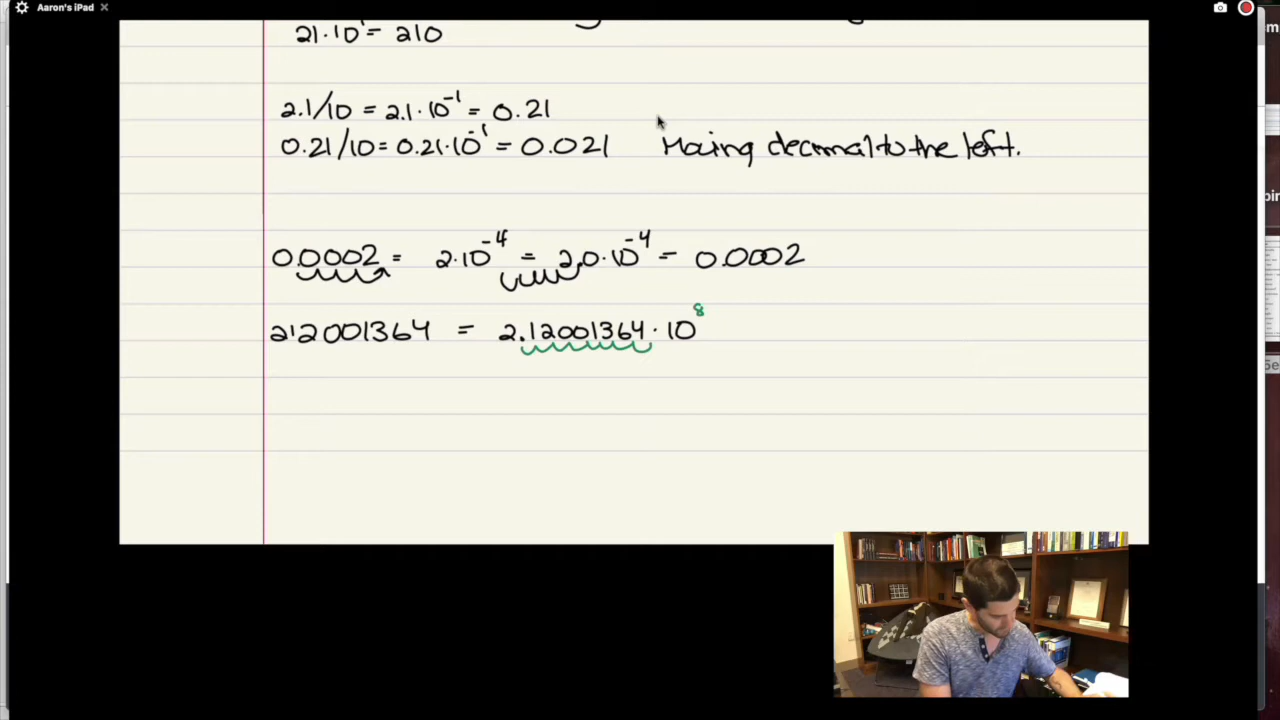 Aaron's iPad
21·10¹= 210
2.1/10 = 2.1·10⁻¹ = 0.21
0.21/10 = 0.21·10⁻¹ = 0.021 Moving decimal to the left.
0.0002 = 2·10⁻⁴ = 2.0·10⁻⁴ = 0.0002
212001364 = 2.12001364·10⁸